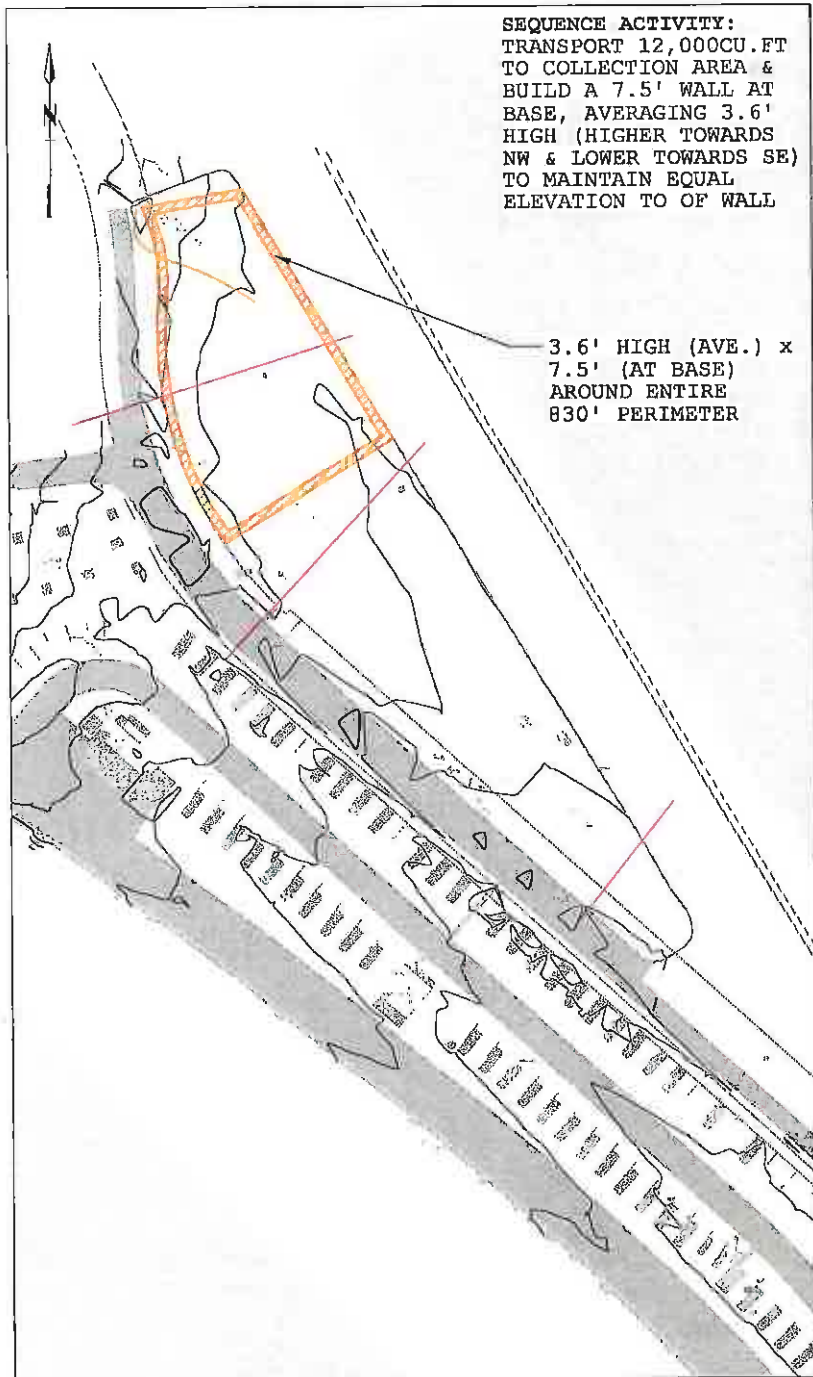 SEQUENCE ACTIVITY:
TRANSPORT 12,000CU.FT
TO COLLECTION AREA &
BUILD A 7.5' WALL AT
BASE, AVERAGING 3.6'
HIGH (HIGHER TOWARDS
NW & LOWER TOWARDS SE)
TO MAINTAIN EQUAL
ELEVATION TO OF WALL
N
3.6' HIGH (AVE.) x
7.5' (AT BASE)
AROUND ENTIRE
830' PERIMETER